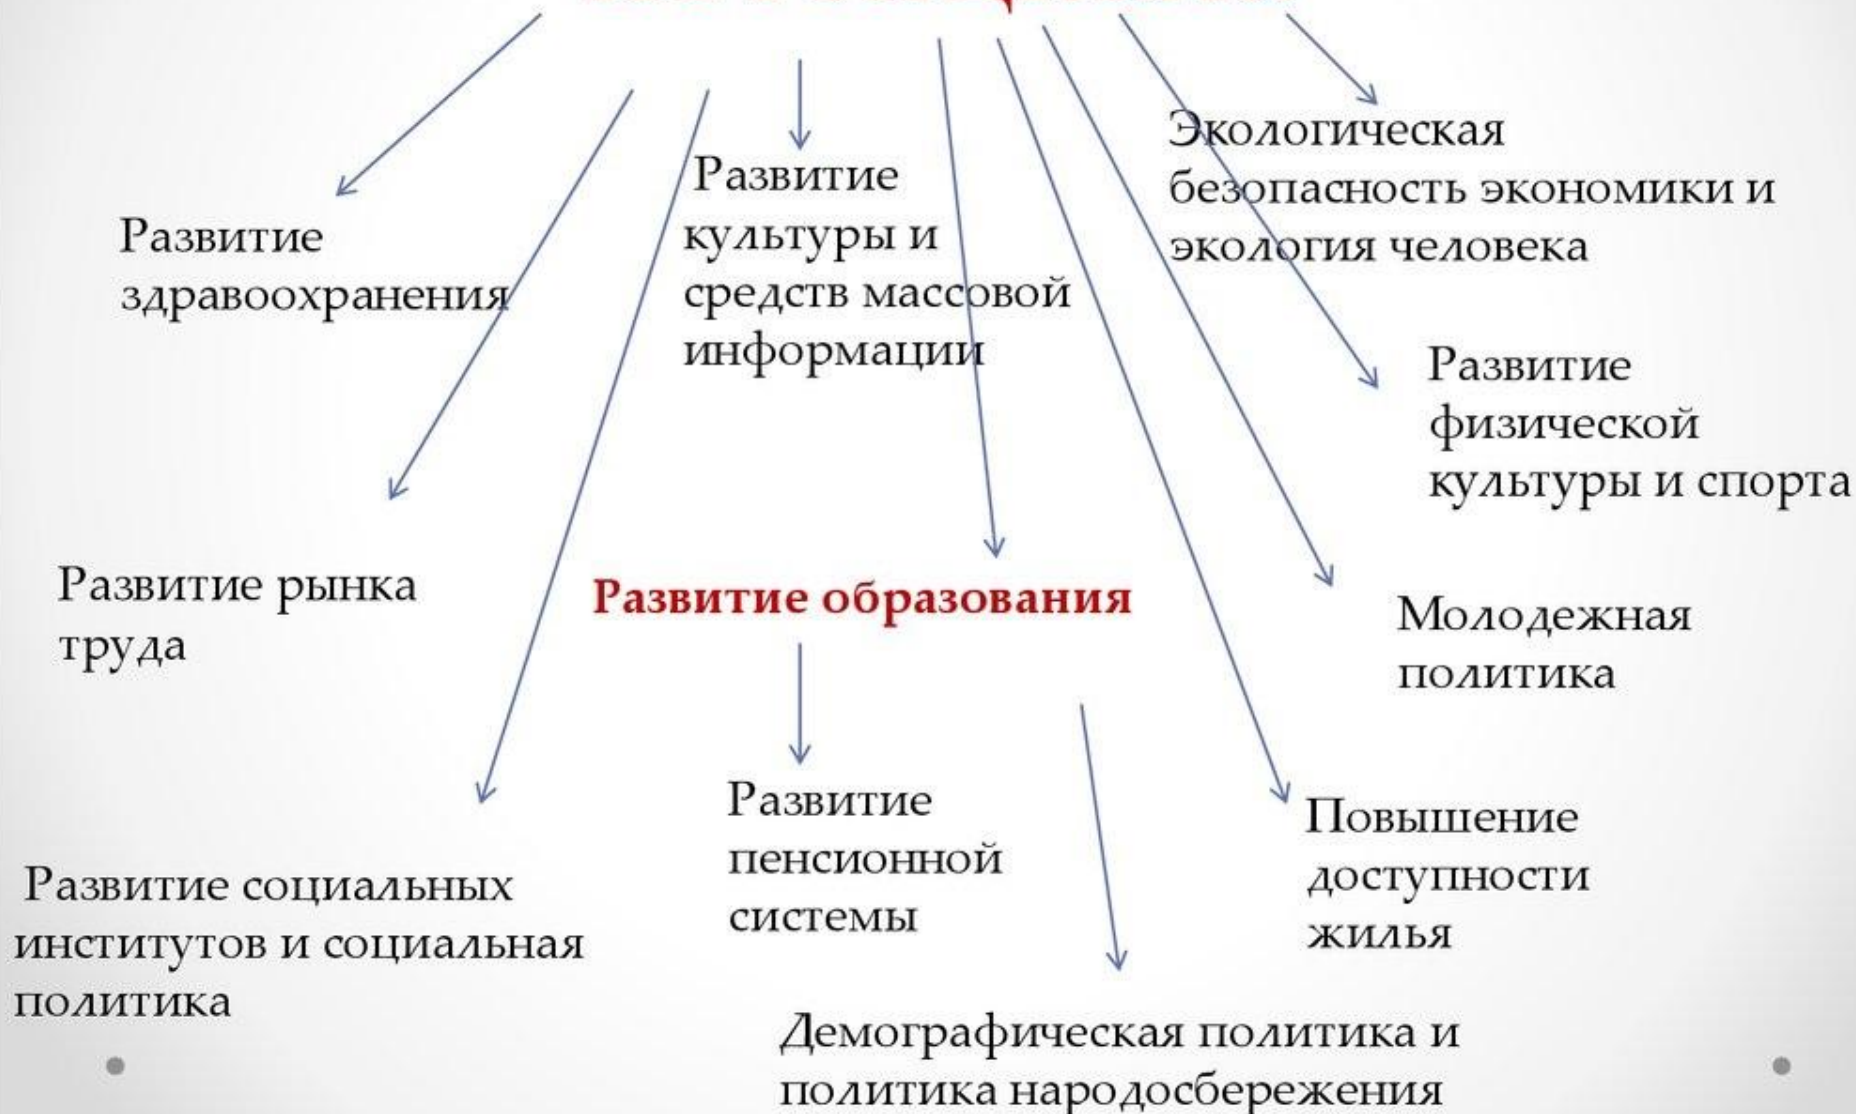 Экологическая
безопасность экономики и
экология человека
Развитие
культуры и
средств массовой
информации
Развитие
здравоохранения
Развитие
физической
культуры и спорта
Развитие рынка
труда
Развитие образования
Молодежная
политика
Развитие
пенсионной
системы
Повышение
доступности
жилья
Развитие социальных
институтов и социальная
политика
Демографическая политика и
политика народосбережения